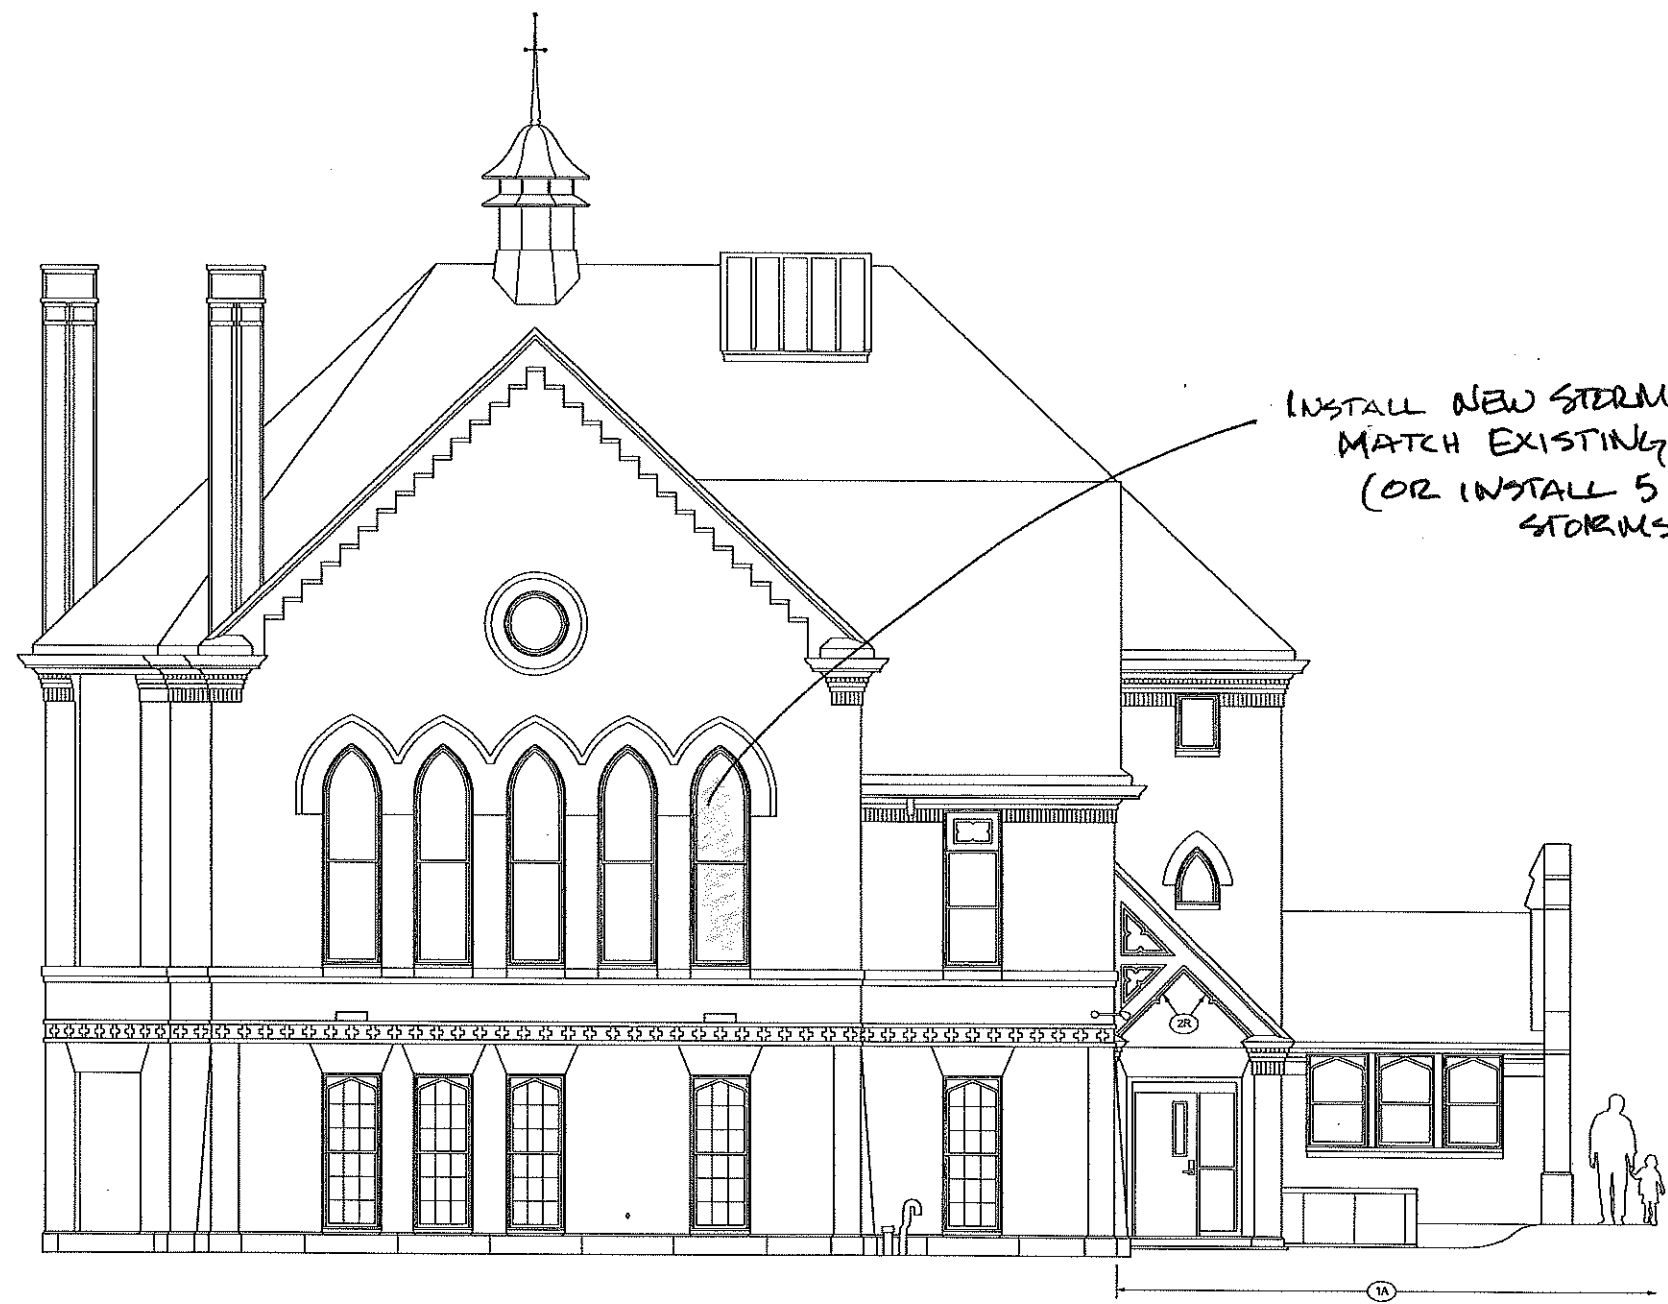 INSTALL NEW STORM
MATCH EXISTING
(OR INSTALL 5
STORMS
2R
1A